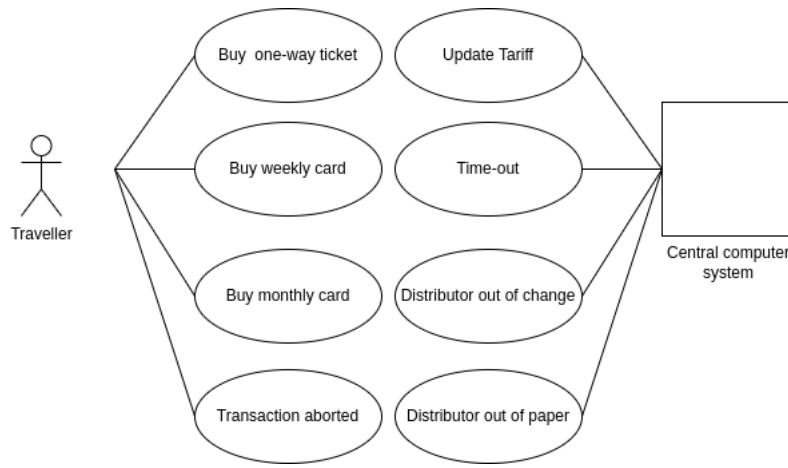 Buy one-way ticket
Update Tariff
Buy weekly card
Time-out
Traveller
Central computer
system
Buy monthly card
Distributor out of change
Transaction aborted
Distributor out of paper